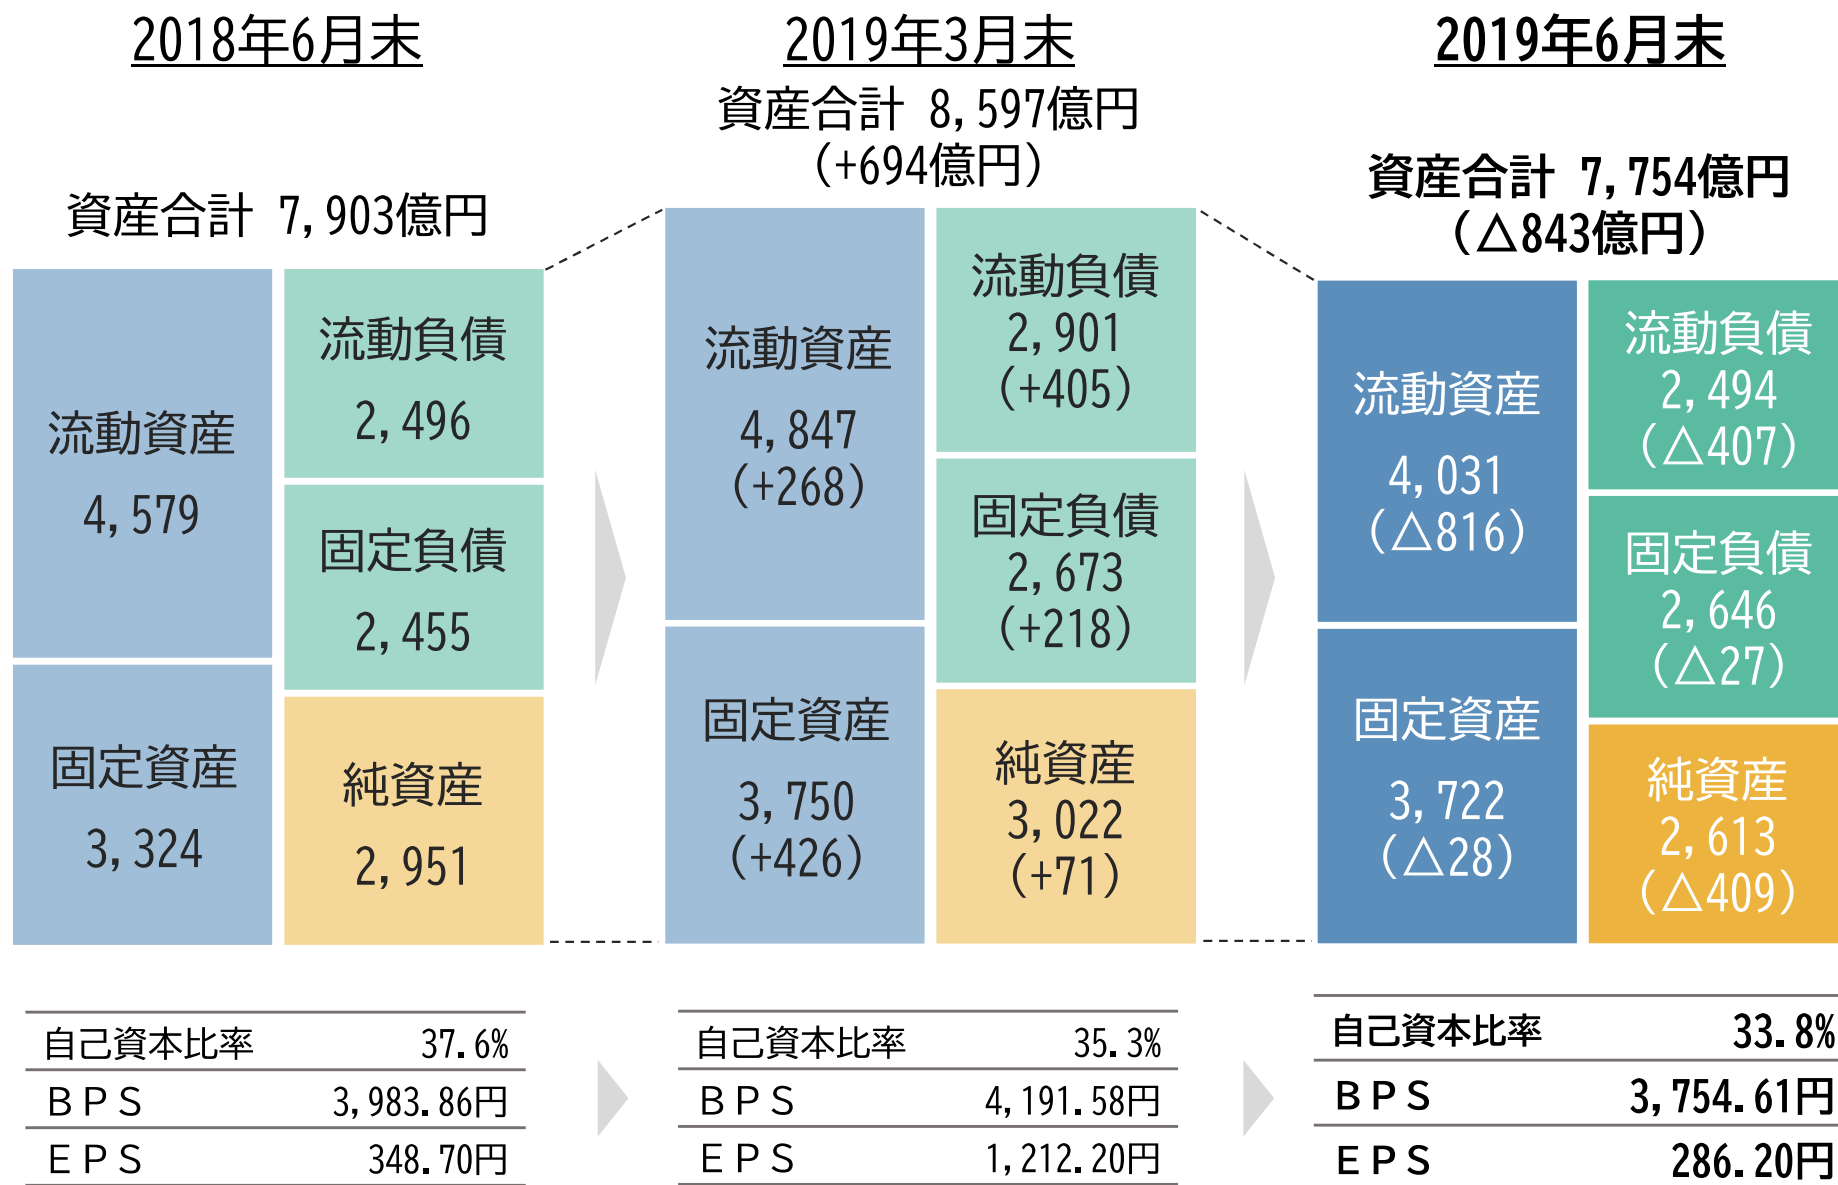 2018年6月末
資産合計 7,903億円
流動資産
4,579
固定資産
3,324
流動負債
2,496
固定負債
2,455
純資産
2,951
自己資本比率 37.6%
ＢＰＳ 3,983.86円
ＥＰＳ 348.70円
2019年3月末
資産合計 8,597億円
(+694億円)
流動資産
4,847
(+268)
固定資産
3,750
(+426)
流動負債
2,901
(+405)
固定負債
2,673
(+218)
純資産
3,022
(+71)
自己資本比率 35.3%
ＢＰＳ 4,191.58円
ＥＰＳ 1,212.20円
2019年6月末
資産合計 7,754億円
(△843億円)
流動資産
4,031
(△816)
固定資産
3,722
(△28)
流動負債
2,494
(△407)
固定負債
2,646
(△27)
純資産
2,613
(△409)
自己資本比率 33.8%
ＢＰＳ 3,754.61円
ＥＰＳ 286.20円